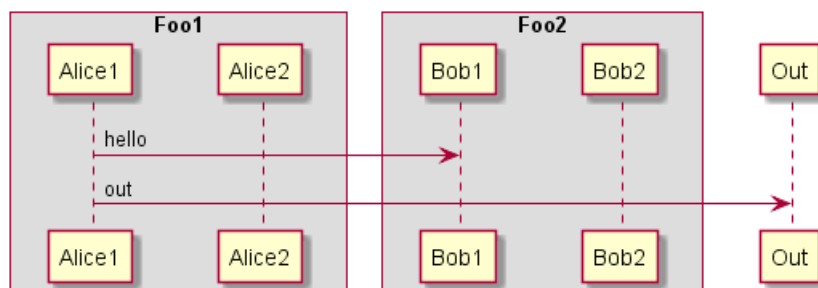 Foo1 Foo2
Alice1 Alice2 Bob1 Bob2 Out
hello
out
Alice1 Alice2 Bob1 Bob2 Out